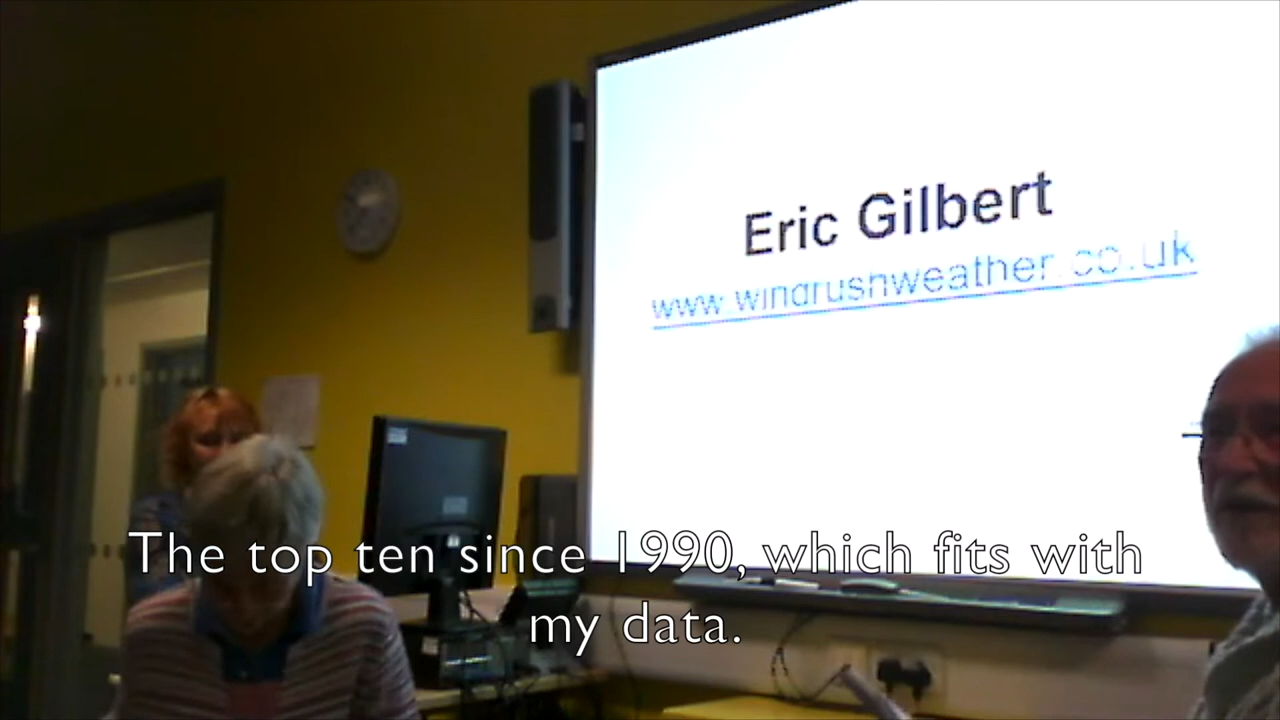 Eric Gilbert
www.windrushweather.co.uk
The top ten since 1990, which fits with
my data.